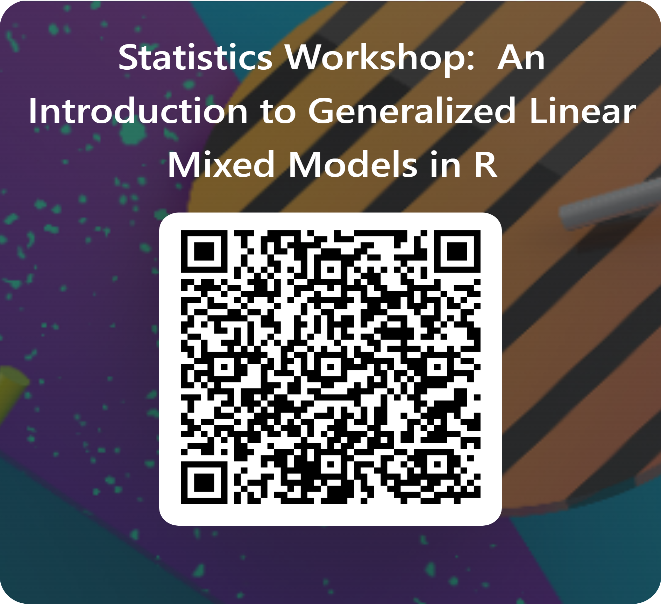 Statistics Workshop:  An
Introduction to Generalized Linear
Mixed Models in R